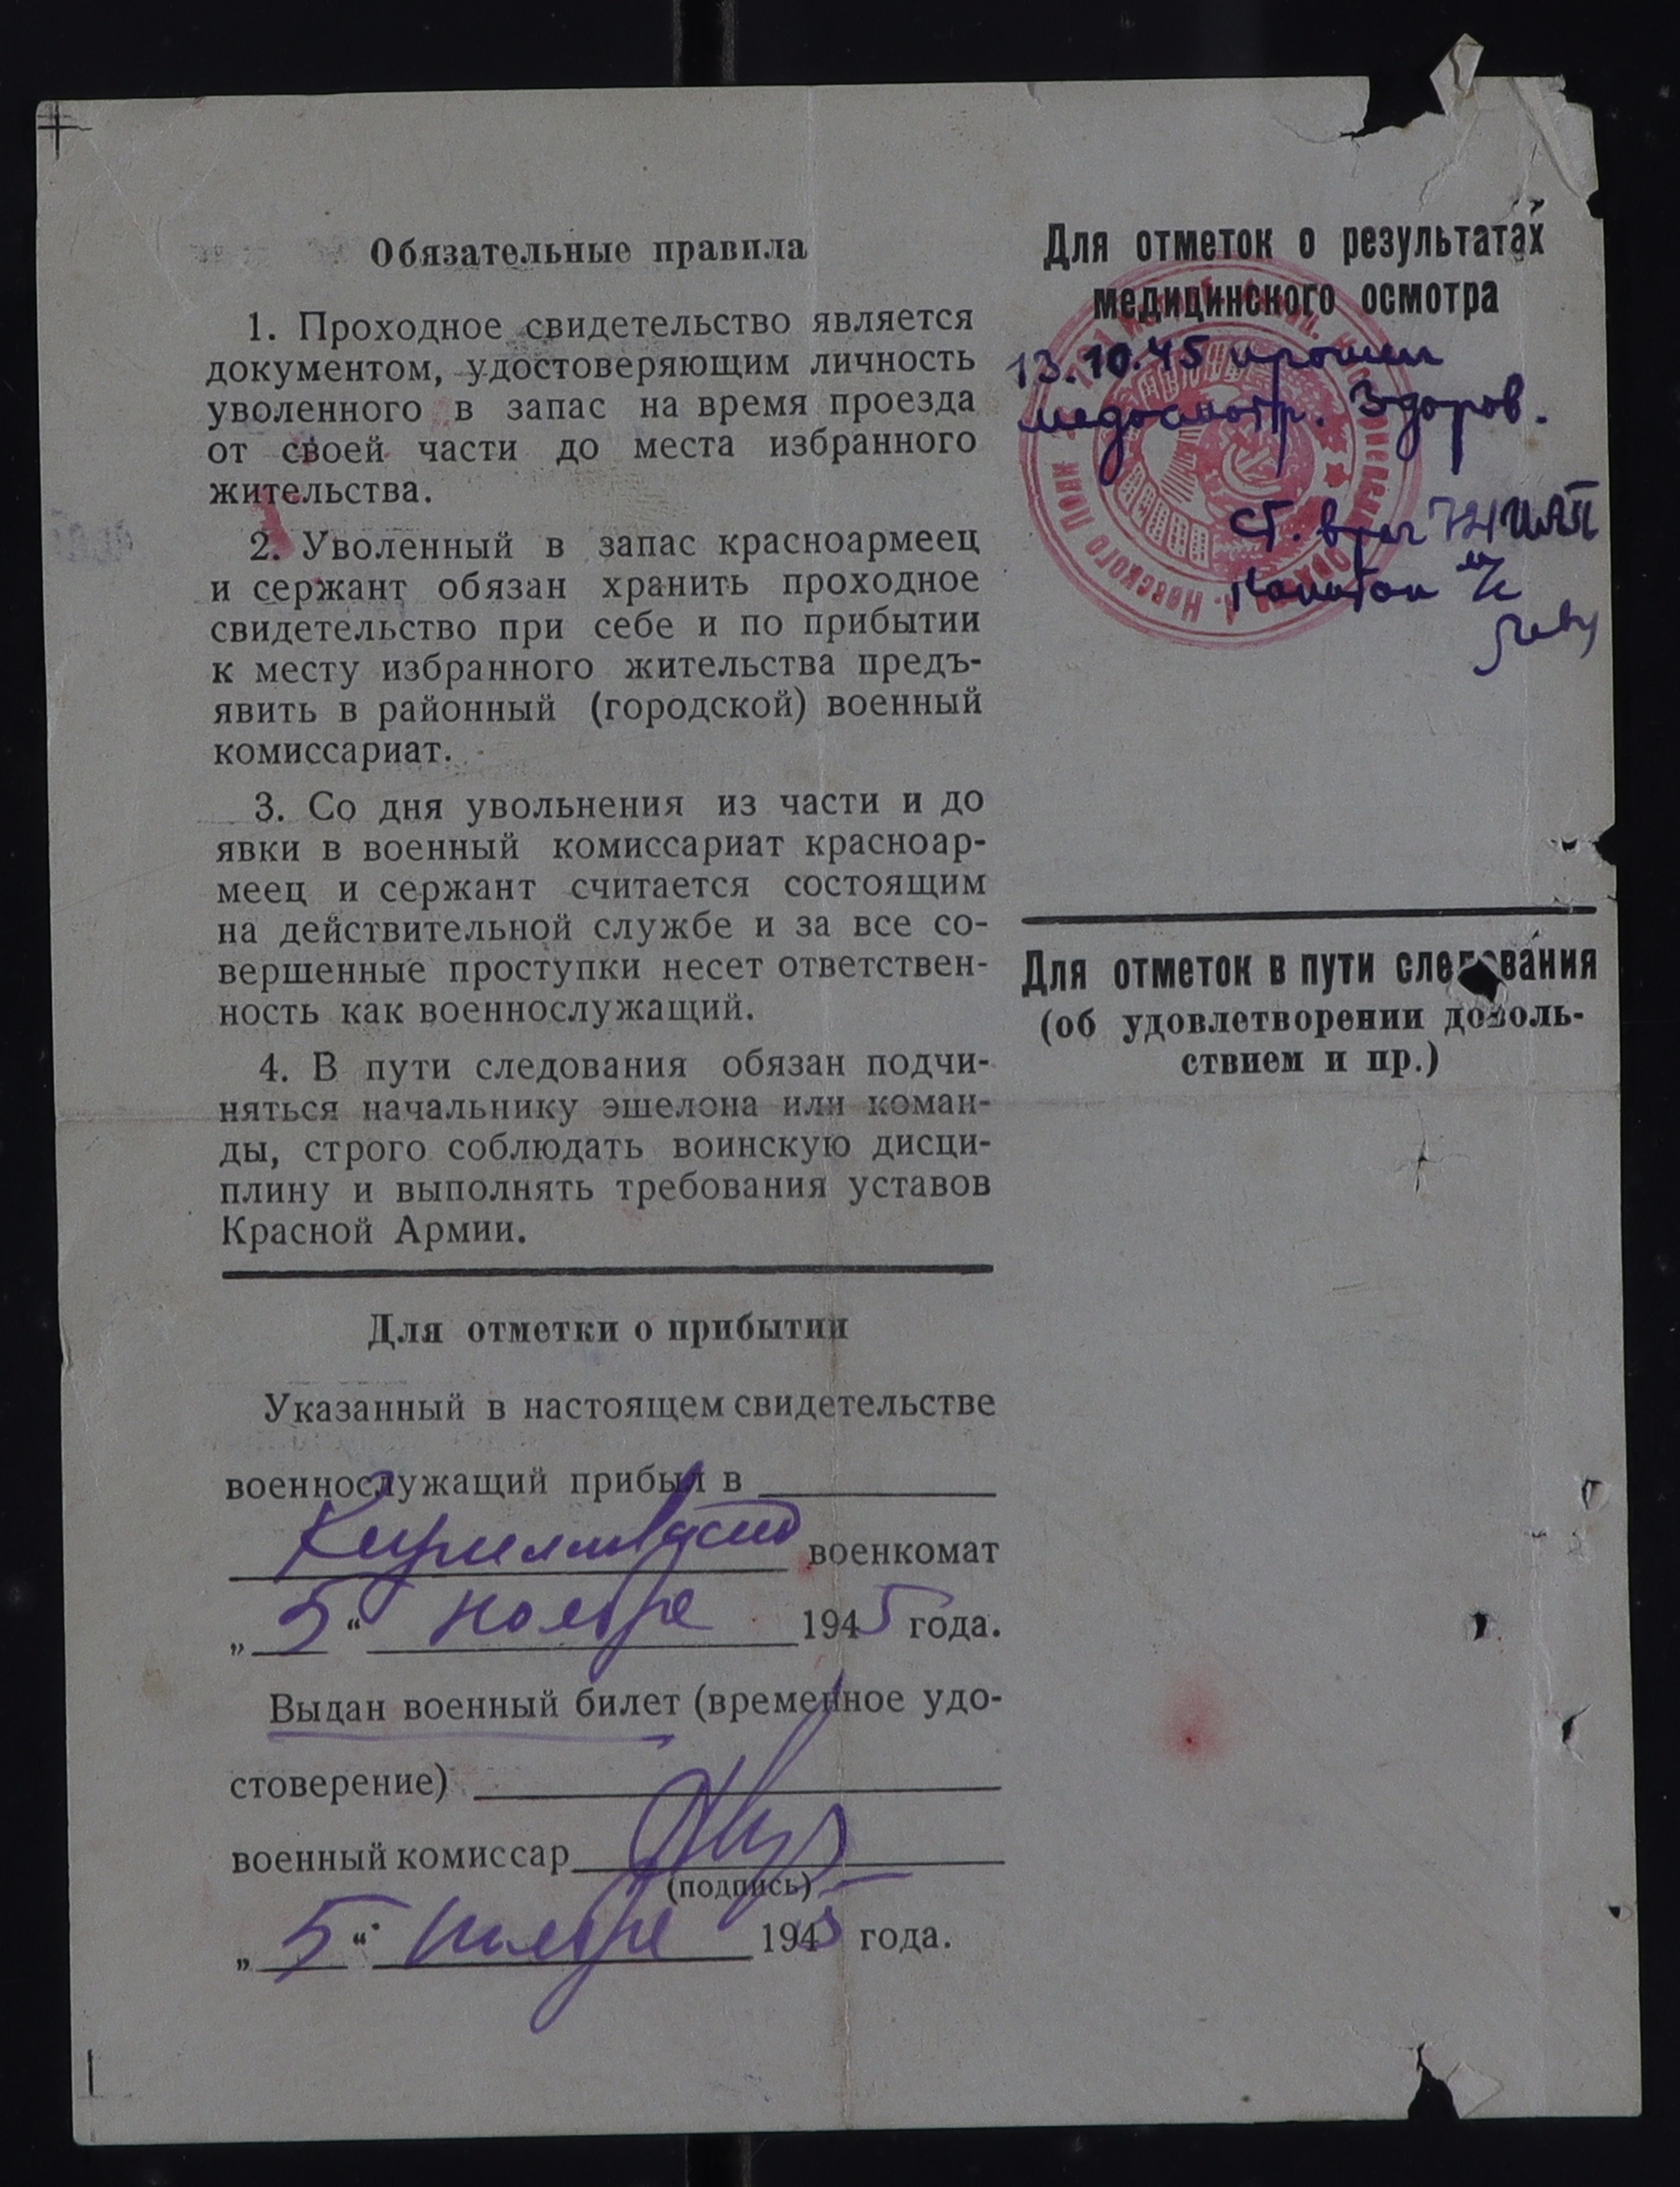 Обязательные правила
1. Проходное свидетельство является
документом, удостоверяющим личность
уволенного в запас на время проезда
от своей части до места избранного
жительства.
2. Уволенный в запас красноармеец
и сержант обязан хранить проходное
свидетельство при себе и по прибытии
к месту избранного жительства предъ-
явить в районный (городской) военный
комиссариат.
3. Со дня увольнения из части и до
явки в военный комиссариат красноар-
меец и сержант считается состоящим
на действительной службе и за все со-
вершенные проступки несет ответствен-
ность как военнослужащий.
4. В пути следования обязан подчи-
няться начальнику эшелона или коман-
ды, строго соблюдать воинскую дисци-
плину и выполнять требования уставов
Красной Армии.
Для отметки о прибытии
Указанный в настоящем свидетельстве
военнослужащий прибыл в
военкомат
„5“ ноября 1945 года.
Выдан военный билет (временное удо-
стоверение)
военный комиссар
(подпись)
„5“ ноября 1945 года.
Для отметок о результатах
медицинского осмотра
13.10.45 прошел
медосмотр. Здоров.
Ст. врач ИАП
Капитан м/с
Невского полк
Для отметок в пути следования
(об удовлетворении доволь-
ствием и пр.)